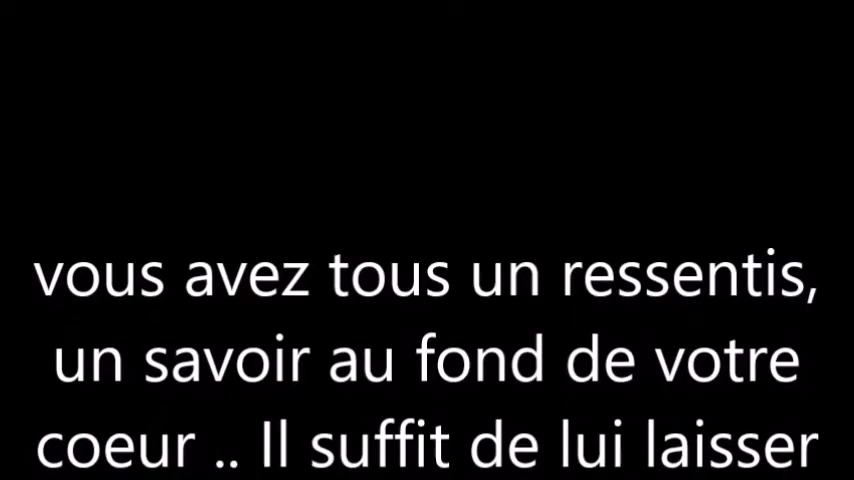 vous avez tous un ressentis,
un savoir au fond de votre
coeur .. Il suffit de lui laisser